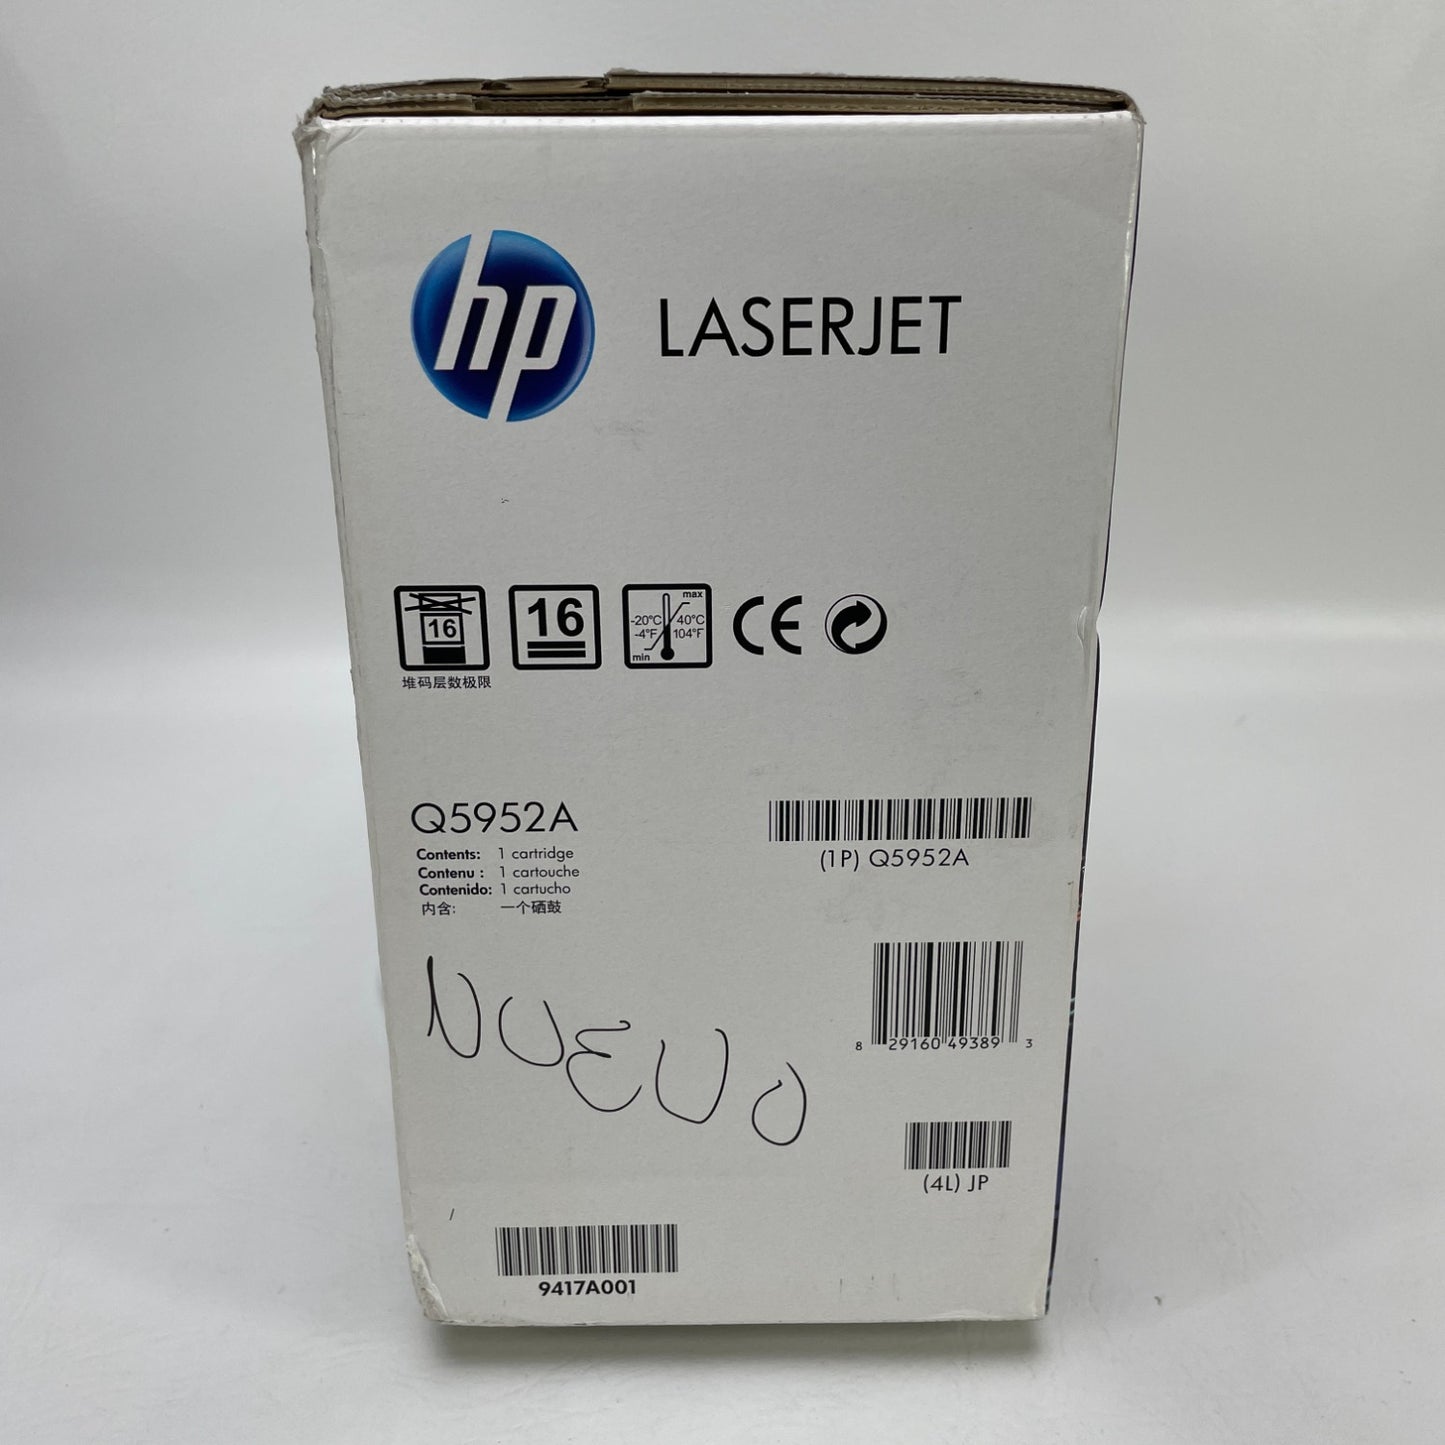 hp LASERJET
16
堆码层数极限
16
max
-20°C 40°C
-4°F 104°F
min
CE
Q5952A
Contents: 1 cartridge
Contenu : 1 cartouche
Contenido: 1 cartucho
内含: 一个硒鼓
(1P) Q5952A
8 29160 49389 3
NUEVO
(4L) JP
9417A001